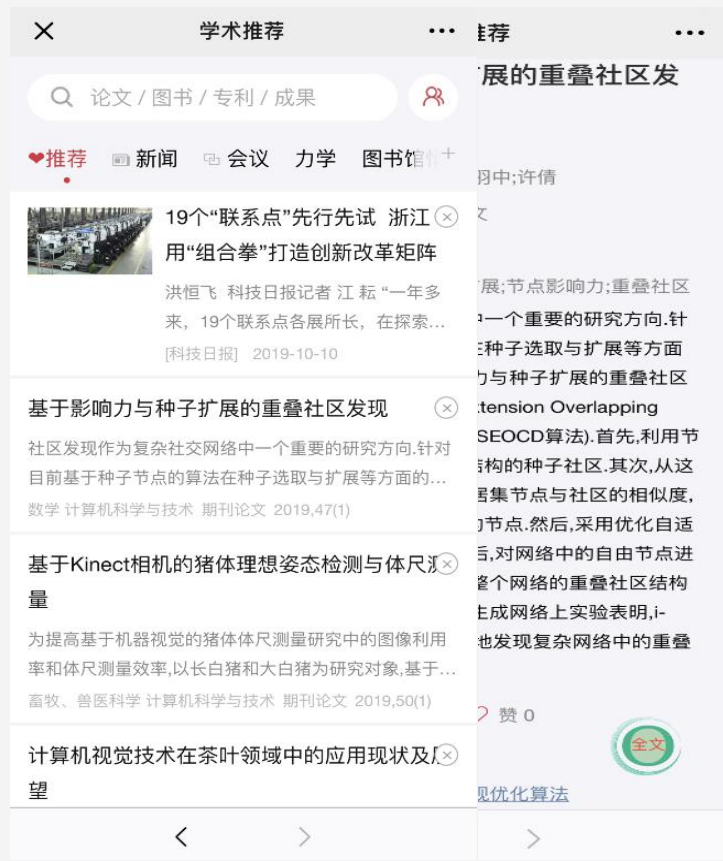 学术推荐
论文 / 图书 / 专利 / 成果
推荐 新闻 会议 力学 图书馆
19个“联系点”先行先试 浙江
用“组合拳”打造创新改革矩阵
洪恒飞 科技日报记者 江 耘 “一年多
来，19个联系点各展所长，在探索...
[科技日报] 2019-10-10
基于影响力与种子扩展的重叠社区发现
社区发现作为复杂社交网络中一个重要的研究方向.针对
目前基于种子节点的算法在种子选取与扩展等方面的...
数学 计算机科学与技术 期刊论文 2019,47(1)
基于Kinect相机的猪体理想姿态检测与体尺测
量
为提高基于机器视觉的猪体体尺测量研究中的图像利用
率和体尺测量效率,以长白猪和大白猪为研究对象,基于...
畜牧、兽医科学 计算机科学与技术 期刊论文 2019,50(1)
计算机视觉技术在茶叶领域中的应用现状及展
望
推荐
扩展的重叠社区发
羽中;许倩
文
展;节点影响力;重叠社区
一个重要的研究方向.针
种子选取与扩展等方面
力与种子扩展的重叠社区
tension Overlapping
SEOCD算法).首先,利用节
结构的种子社区.其次,从这
居集节点与社区的相似度,
节点.然后,采用优化自适
后,对网络中的自由节点进
整个网络的重叠社区结构
生成网络上实验表明,i-
地发现复杂网络中的重叠
赞 0
全文
现优化算法